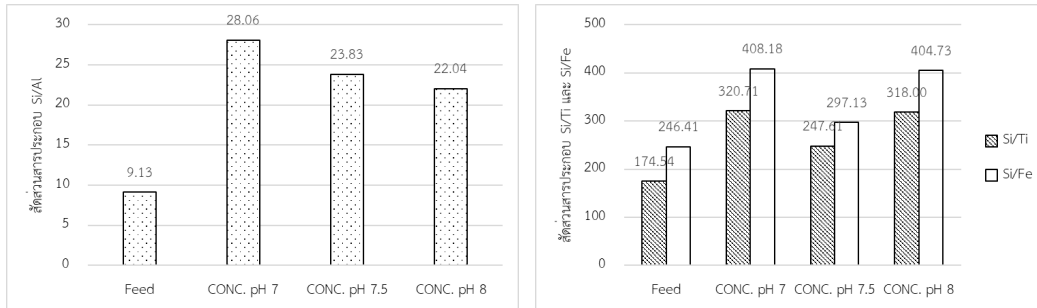 สัดส่วนสารประกอบ Si/Al
30
25
20
15
10
5
0
9.13
28.06
23.83
22.04
Feed
CONC. pH 7
CONC. pH 7.5
CONC. pH 8
สัดส่วนสารประกอบ Si/Ti และ Si/Fe
500
400
300
200
100
0
174.54
246.41
320.71
408.18
247.61
297.13
318.00
404.73
Feed
CONC. pH 7
CONC. pH 7.5
CONC. pH 8
Si/Ti
Si/Fe